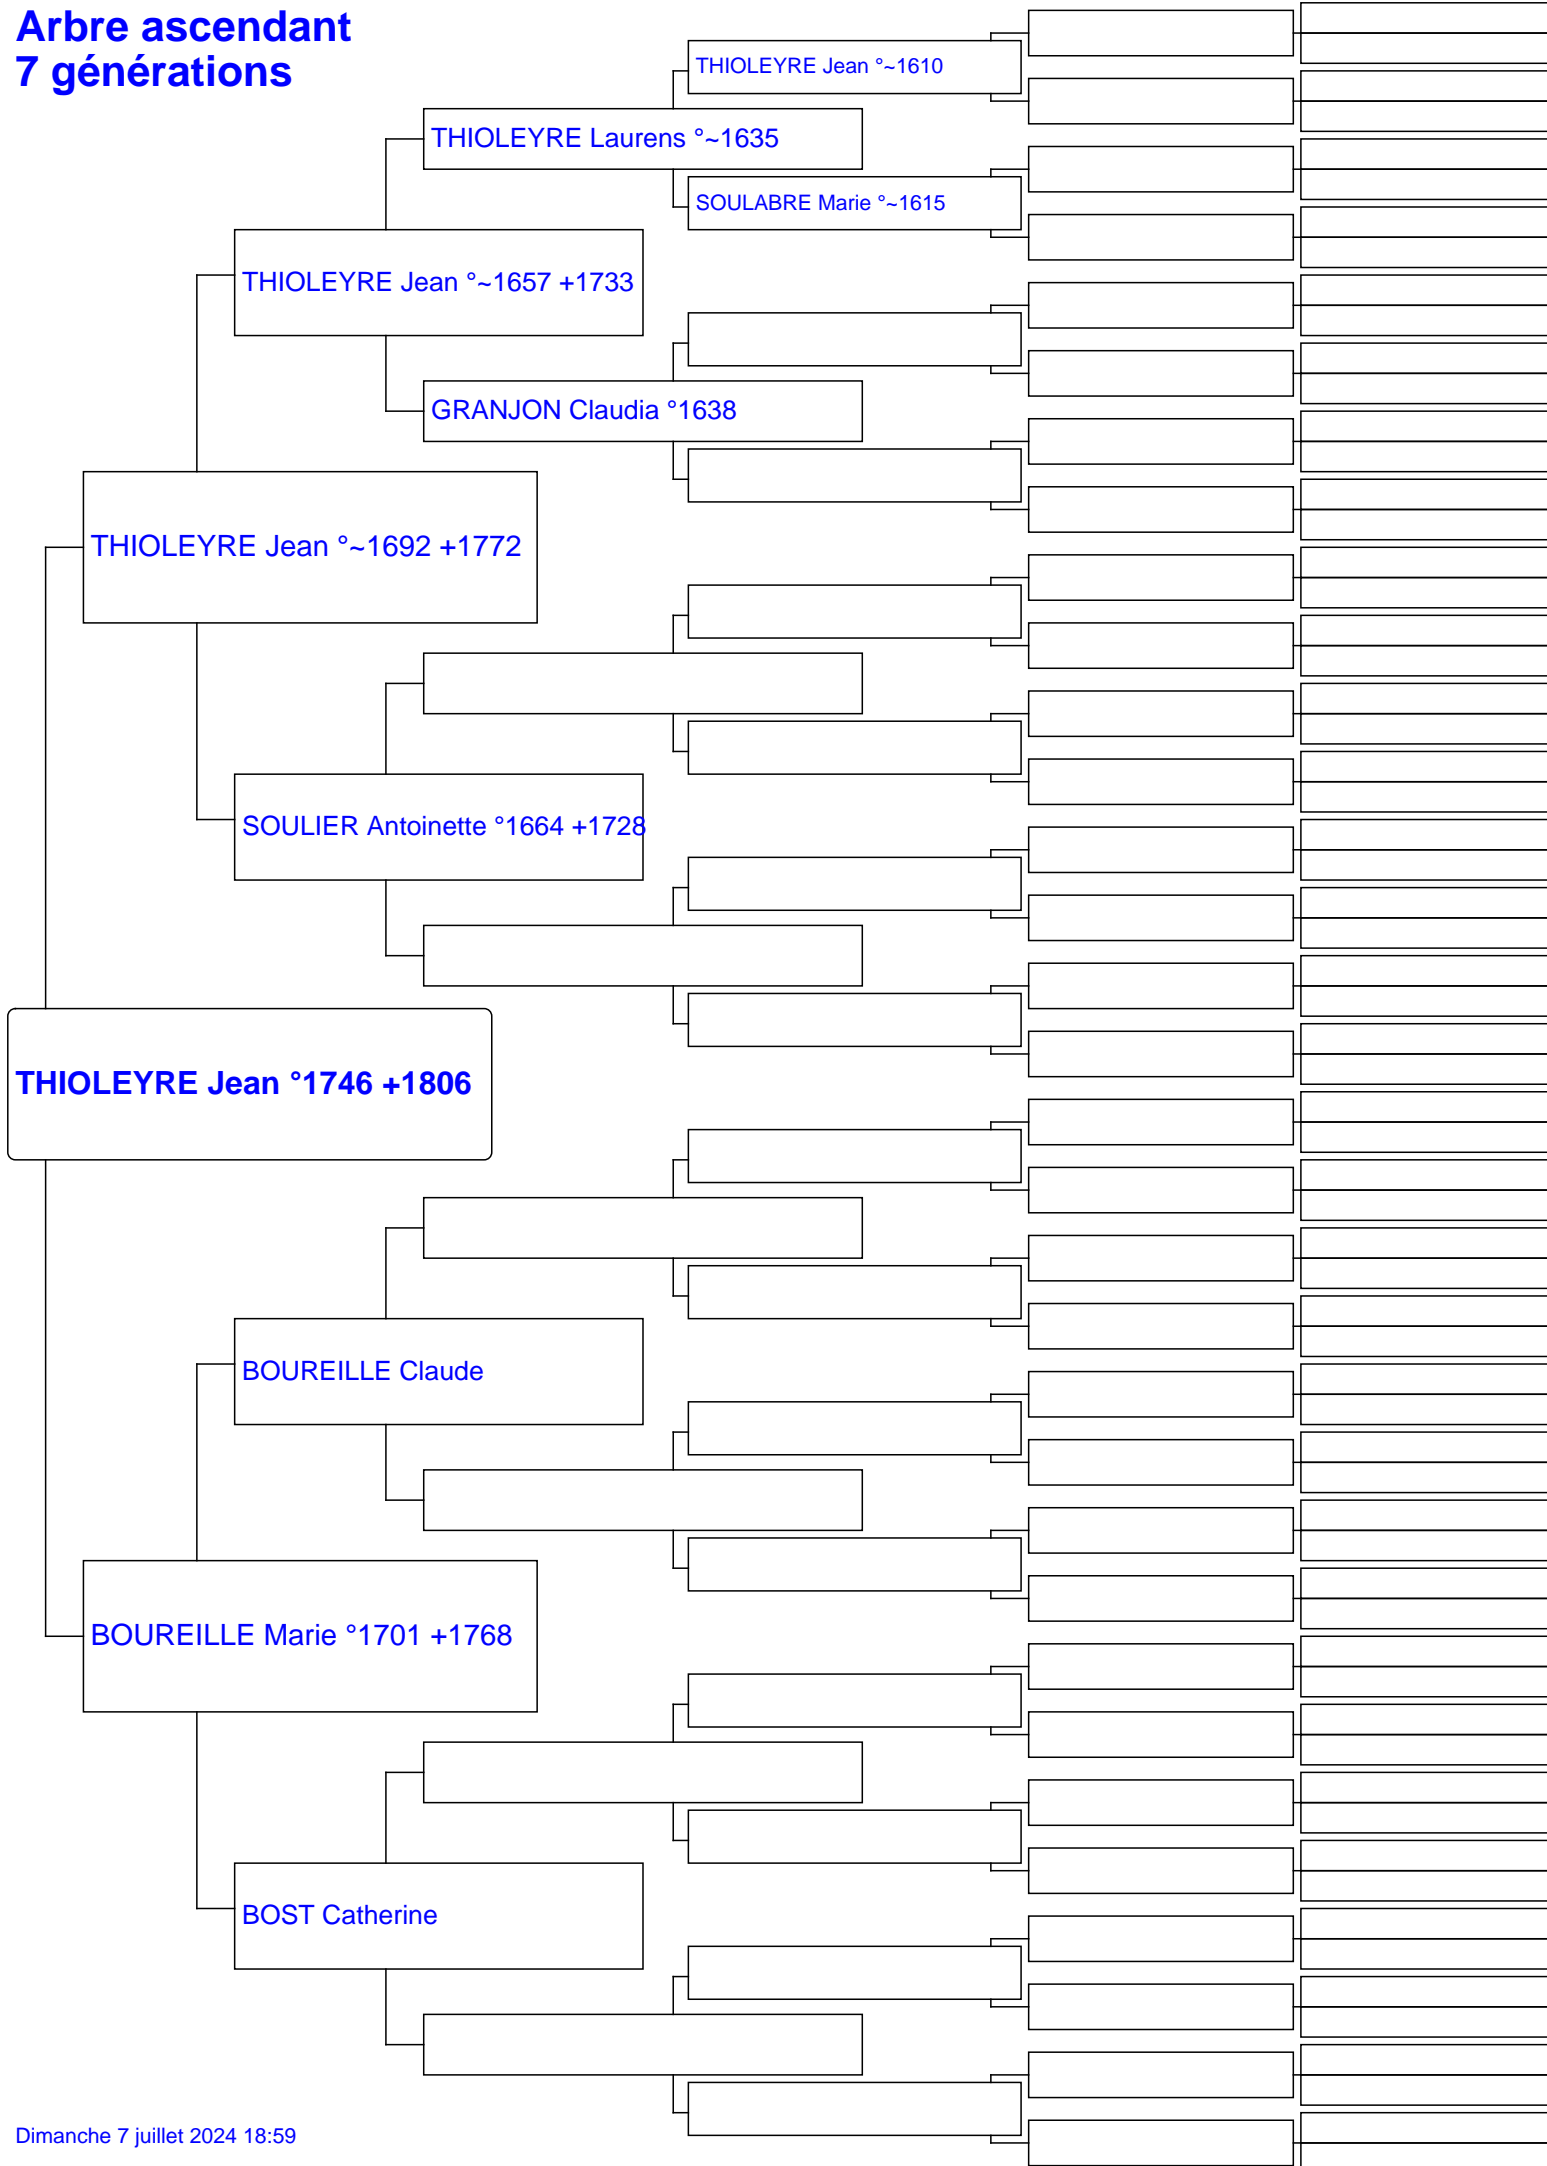 Arbre ascendant
7 générations
THIOLEYRE Jean °~1610
THIOLEYRE Laurens °~1635
SOULABRE Marie °~1615
THIOLEYRE Jean °~1657 +1733
GRANJON Claudia °1638
THIOLEYRE Jean °~1692 +1772
SOULIER Antoinette °1664 +1728
THIOLEYRE Jean °1746 +1806
BOUREILLE Claude
BOUREILLE Marie °1701 +1768
BOST Catherine
Dimanche 7 juillet 2024 18:59